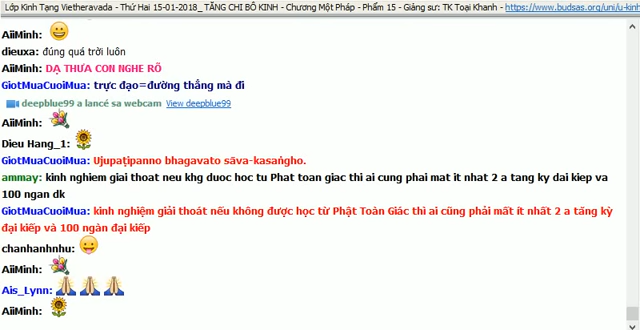 Lớp Kinh Tạng Vietheravada - Thứ Hai 15-01-2018_ TĂNG CHI BỘ KINH - Chương Một Pháp - Phẩm 15 - Giảng sư: TK Toại Khanh - https://www.budsas.org/uni/u-kinh
AiiMinh:
dieuxa: đúng quá trời luôn
AiiMinh: DẠ THƯA CON NGHE RÕ
GiotMuaCuoiMua: trực đạo=đường thẳng mà đi
deepblue99 a lancé sa webcam View deepblue99
AiiMinh:
Dieu Hang_1:
GiotMuaCuoiMua: Ujupaṭipanno bhagavato sāva-kasaṅgho.
ammay: kinh nghiem giai thoat neu khg duoc hoc tu Phat toan giac thi ai cung phai mat it nhat 2 a tang ky dai kiep va
100 ngan dk
GiotMuaCuoiMua: kinh nghiệm giải thoát nếu không được học từ Phật Toàn Giác thì ai cũng phải mất ít nhất 2 a tăng kỳ
đại kiếp và 100 ngàn đại kiếp
chanhanhnhu:
AiiMinh:
Ais_Lynn:
AiiMinh: